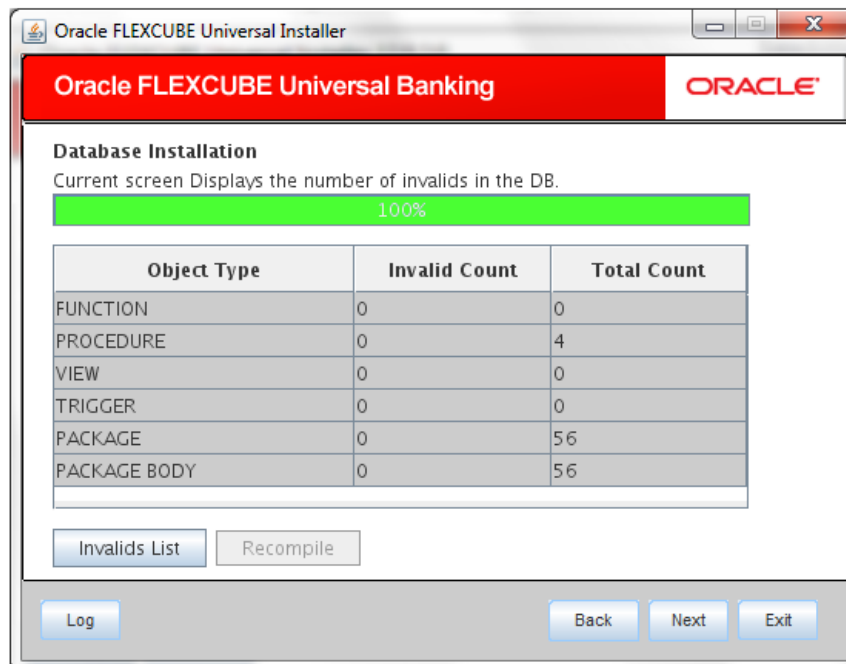 Oracle FLEXCUBE Universal Installer
Oracle FLEXCUBE Universal Banking
ORACLE'
Database Installation
Current screen Displays the number of invalids in the DB.
100%
Object Type Invalid Count Total Count
FUNCTION 0 0
PROCEDURE 0 4
VIEW 0 0
TRIGGER 0 0
PACKAGE 0 56
PACKAGE BODY 0 56
Invalids List Recompile
Log Back Next Exit